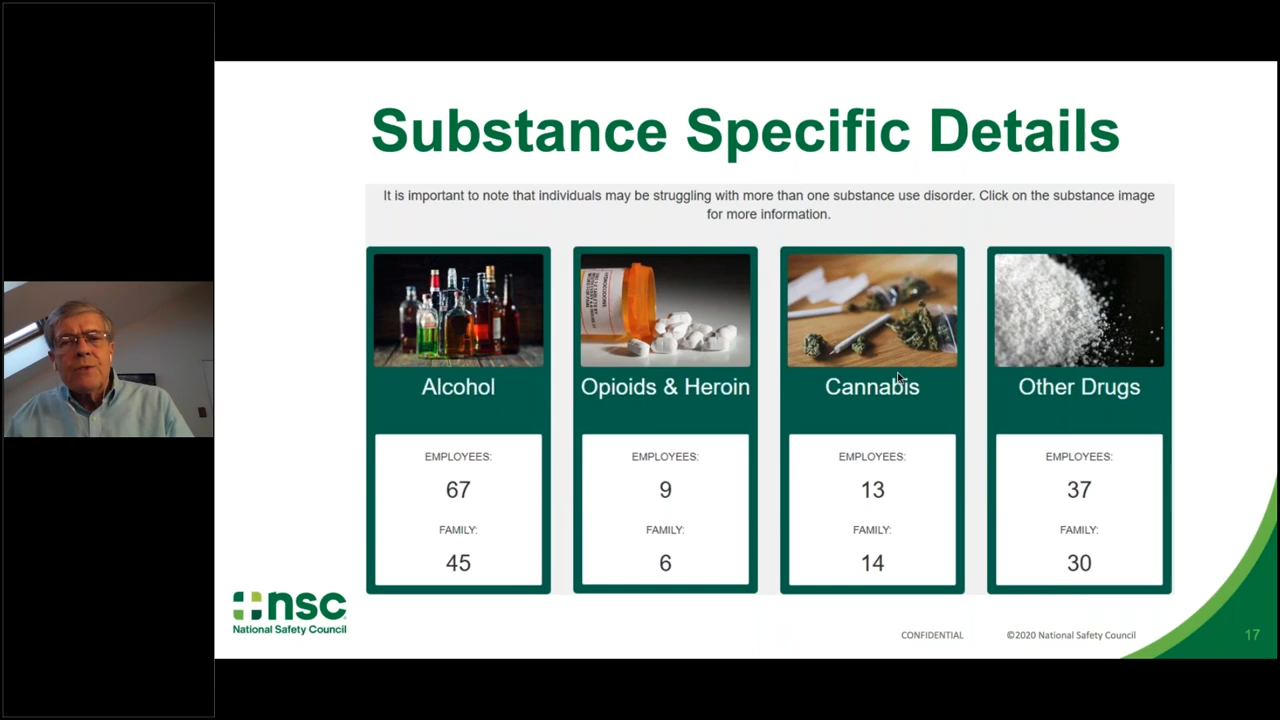 Substance Specific Details
It is important to note that individuals may be struggling with more than one substance use disorder. Click on the substance image
for more information.
Alcohol
EMPLOYEES:
67
FAMILY:
45
Opioids & Heroin
EMPLOYEES:
9
FAMILY:
6
Cannabis
EMPLOYEES:
13
FAMILY:
14
Other Drugs
EMPLOYEES:
37
FAMILY:
30
nsc
National Safety Council
CONFIDENTIAL
©2020 National Safety Council
17